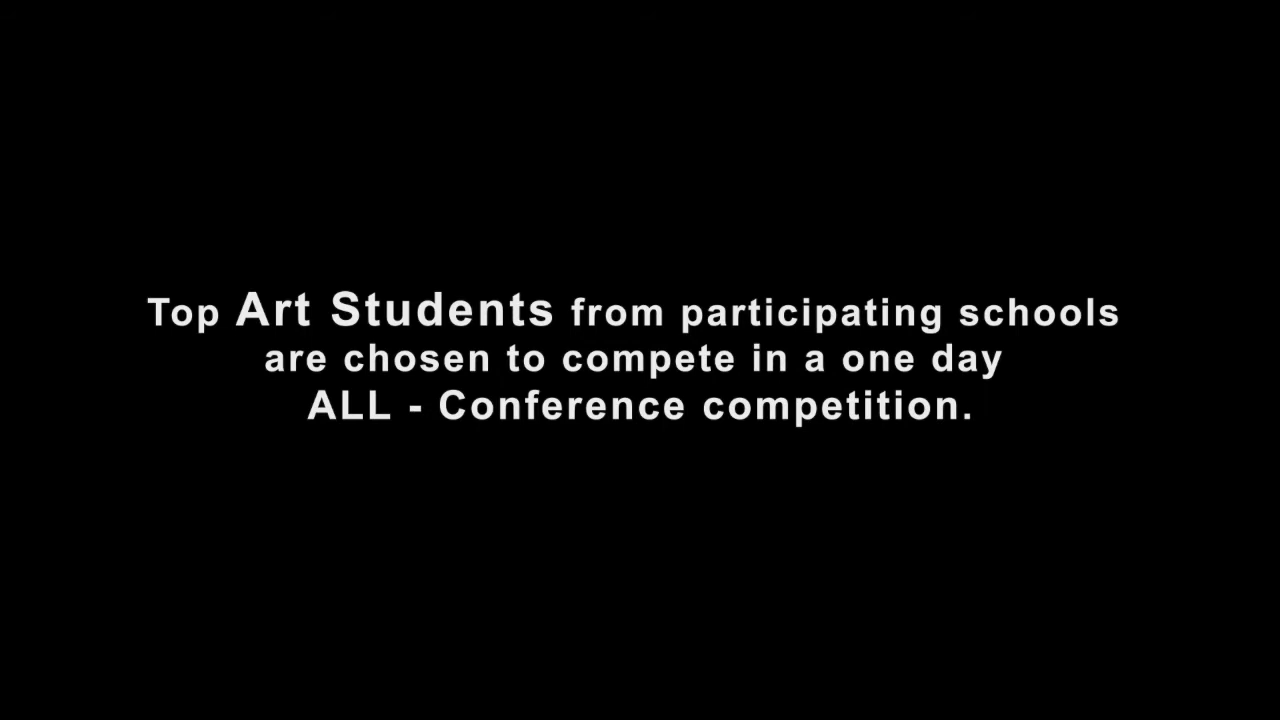 Top Art Students from participating schools
are chosen to compete in a one day
ALL - Conference competition.